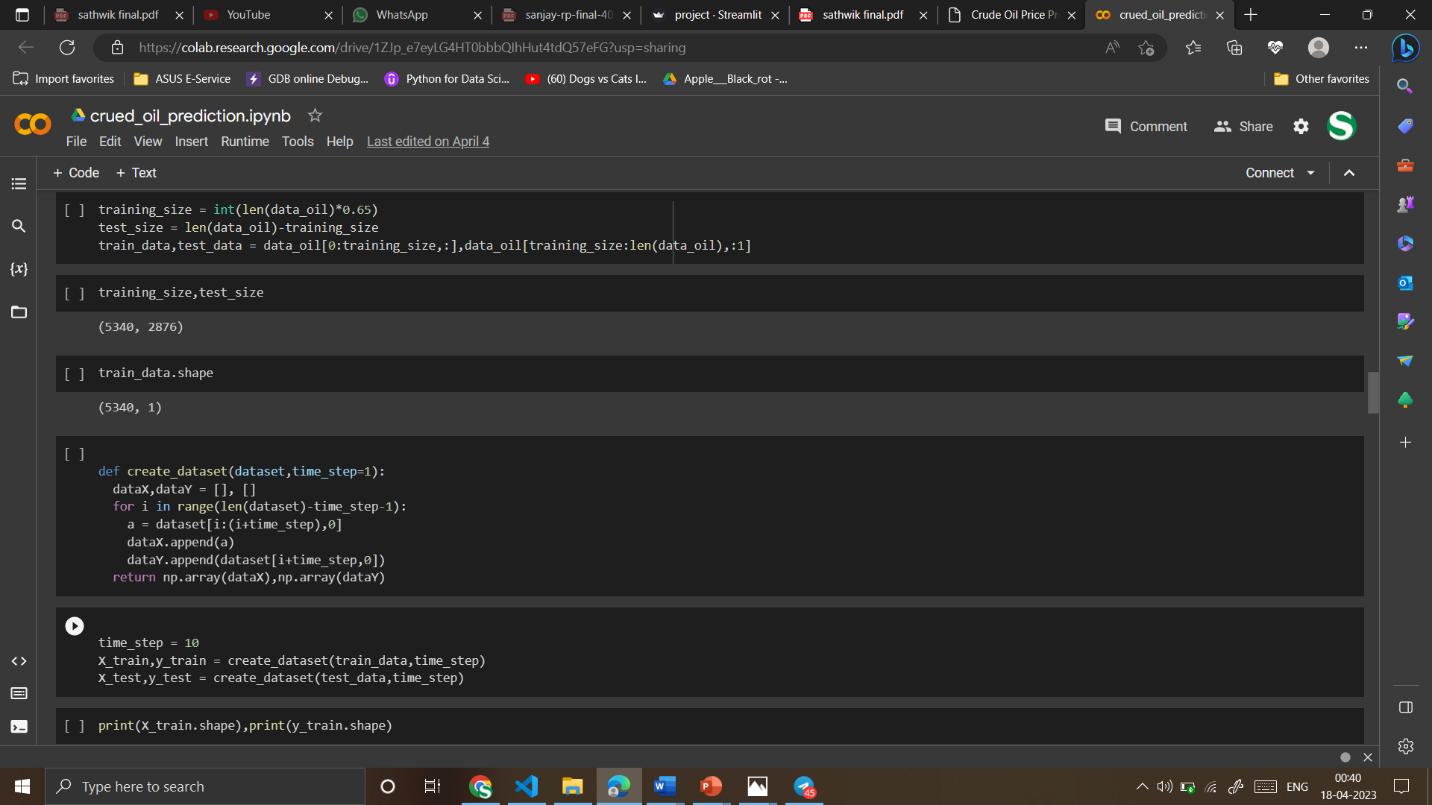 sathwik final.pdf
YouTube
WhatsApp
sanjay-rp-final-40
project · Streamlit
sathwik final.pdf
Crude Oil Price Pr
crued_oil_predicti
https://colab.research.google.com/drive/1ZJp_e7eyLG4HT0bbbQlhHut4tdQ57eFG?usp=sharing
Import favorites
ASUS E-Service
GDB online Debug...
Python for Data Sci...
(60) Dogs vs Cats I...
Apple___Black_rot -...
Other favorites
crued_oil_prediction.ipynb
File Edit View Insert Runtime Tools Help Last edited on April 4
Comment
Share
+ Code + Text
Connect
[ ] training_size = int(len(data_oil)*0.65)
test_size = len(data_oil)-training_size
train_data,test_data = data_oil[0:training_size,:],data_oil[training_size:len(data_oil),:1]
[ ] training_size,test_size
(5340, 2876)
[ ] train_data.shape
(5340, 1)
[ ]
def create_dataset(dataset,time_step=1):
dataX,dataY = [], []
for i in range(len(dataset)-time_step-1):
a = dataset[i:(i+time_step),0]
dataX.append(a)
dataY.append(dataset[i+time_step,0])
return np.array(dataX),np.array(dataY)
time_step = 10
X_train,y_train = create_dataset(train_data,time_step)
X_test,y_test = create_dataset(test_data,time_step)
[ ] print(X_train.shape),print(y_train.shape)
Type here to search
45
ENG
00:40
18-04-2023